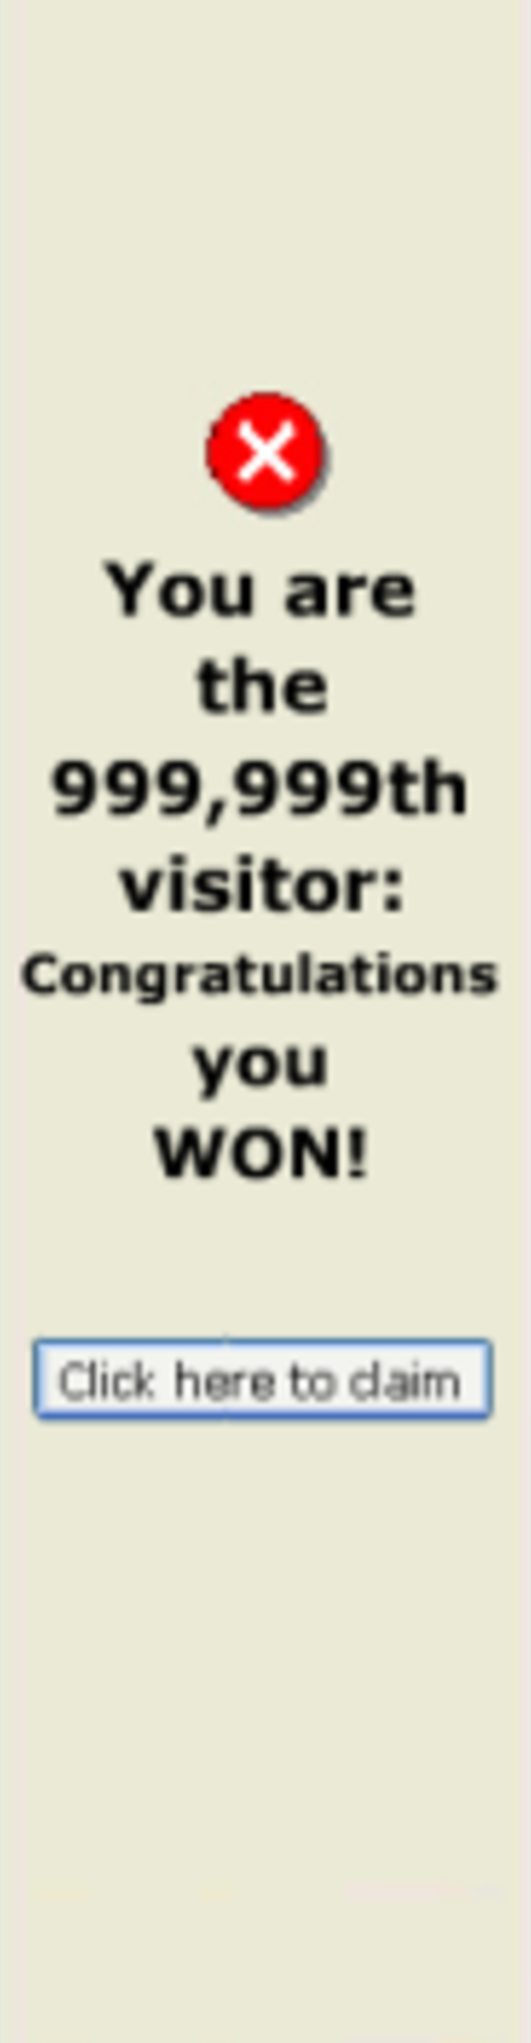 You are
the
999,999th
visitor:
Congratulations
you
WON!
Click here to claim